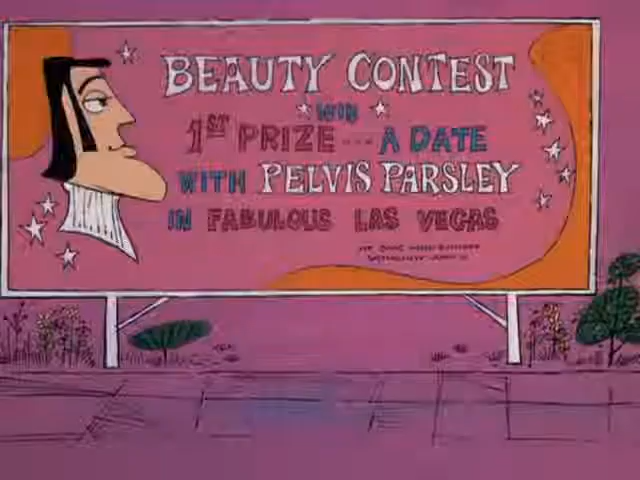 BEAUTY CONTEST
WIN
1ST PRIZE --- A DATE
WITH PELVIS PARSLEY
IN FABULOUS LAS VEGAS